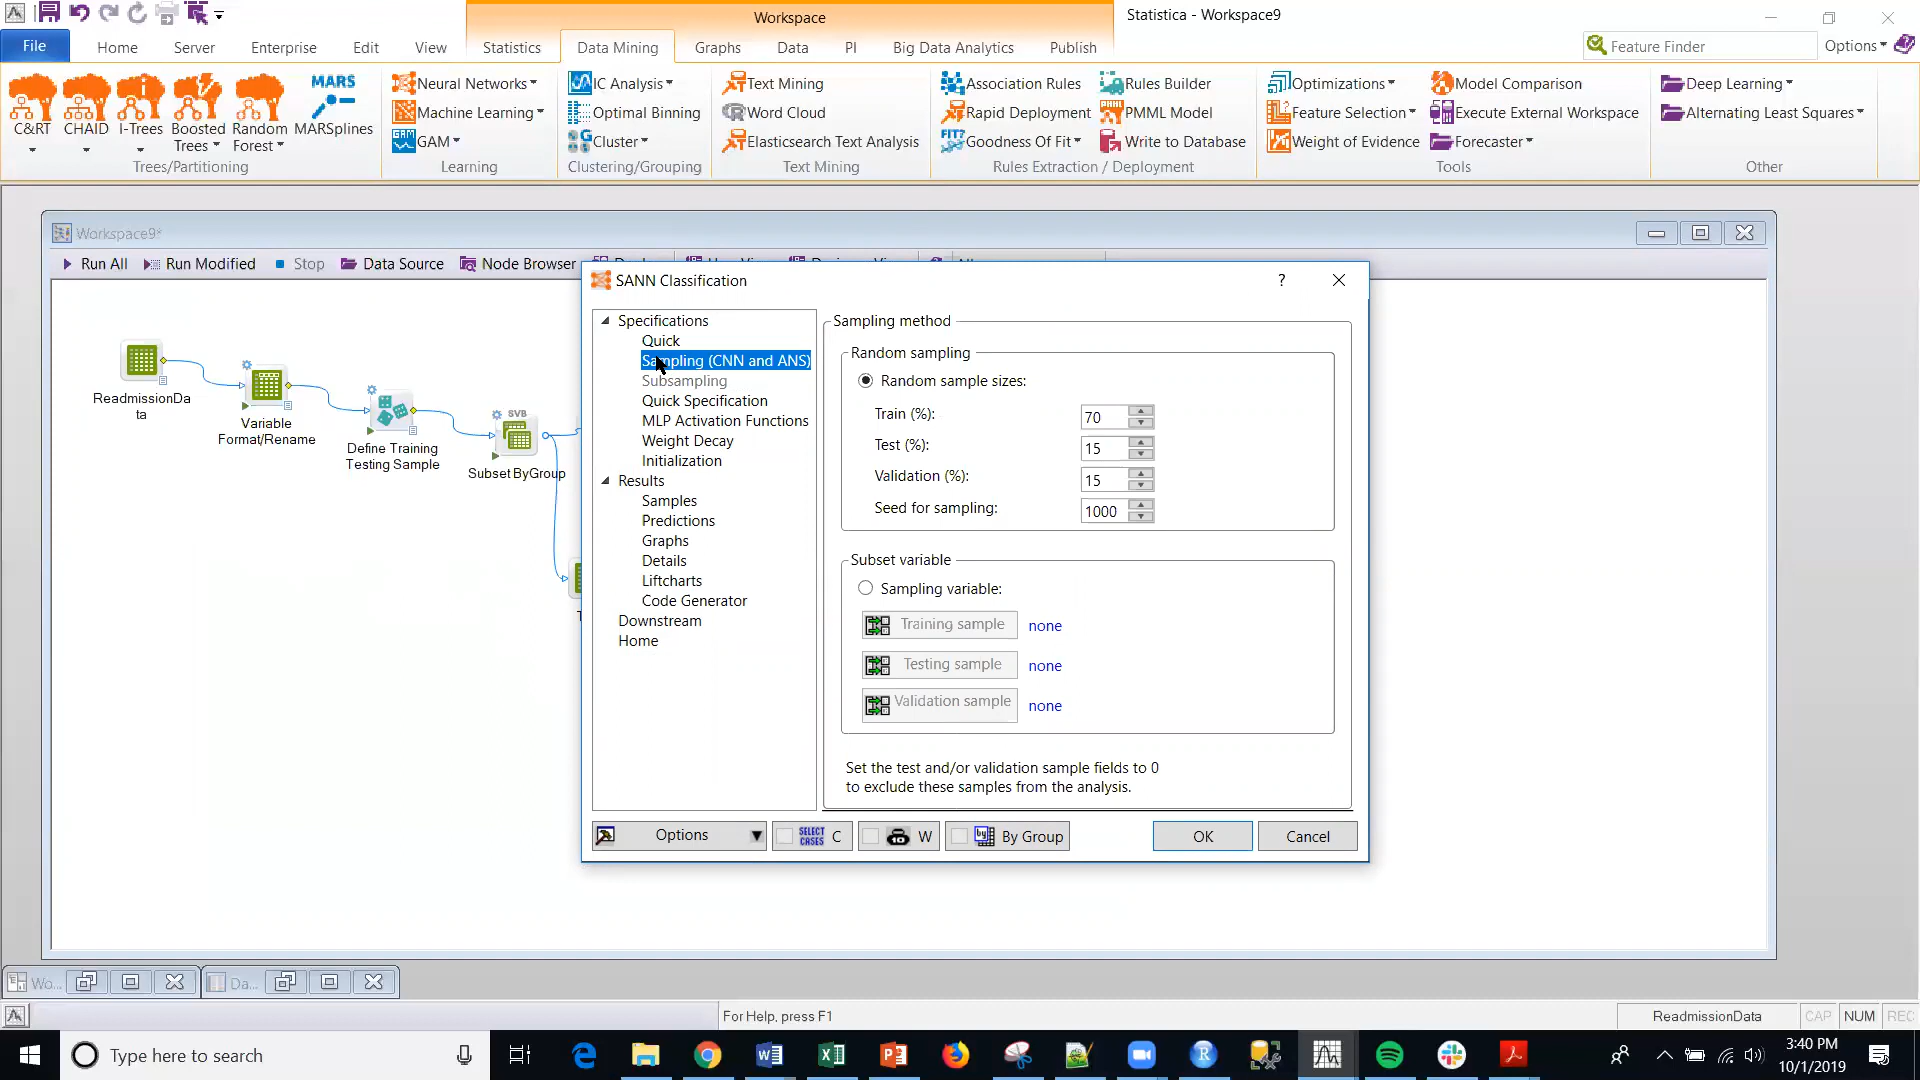 Workspace
Statistica - Workspace9
File
Home
Server
Enterprise
Edit
View
Statistics
Data Mining
Graphs
Data
PI
Big Data Analytics
Publish
Feature Finder
Options
C&RT
CHAID
I-Trees
Boosted
Trees
Random
Forest
MARS
MARSplines
Trees/Partitioning
Neural Networks
Machine Learning
GAM
Learning
IC Analysis
Optimal Binning
Cluster
Clustering/Grouping
Text Mining
Word Cloud
Elasticsearch Text Analysis
Text Mining
Association Rules
Rapid Deployment
Goodness Of Fit
Rules Builder
PMML Model
Write to Database
Rules Extraction / Deployment
Optimizations
Feature Selection
Weight of Evidence
Model Comparison
Execute External Workspace
Forecaster
Tools
Deep Learning
Alternating Least Squares
Other
Workspace9*
Run All
Run Modified
Stop
Data Source
Node Browser
ReadmissionDa
ta
Variable
Format/Rename
Define Training
Testing Sample
SVB
Subset ByGroup
SANN Classification
?
Specifications
Quick
Sampling (CNN and ANS)
Subsampling
Quick Specification
MLP Activation Functions
Weight Decay
Initialization
Results
Samples
Predictions
Graphs
Details
Liftcharts
Code Generator
Downstream
Home
Sampling method
Random sampling
Random sample sizes:
Train (%): 70
Test (%): 15
Validation (%): 15
Seed for sampling: 1000
Subset variable
Sampling variable:
Training sample none
Testing sample none
Validation sample none
Set the test and/or validation sample fields to 0
to exclude these samples from the analysis.
Options
SELECT
CASES C
W
By Group
OK
Cancel
Wo...
Da...
For Help, press F1
ReadmissionData
CAP
NUM
REC
Type here to search
3:40 PM
10/1/2019